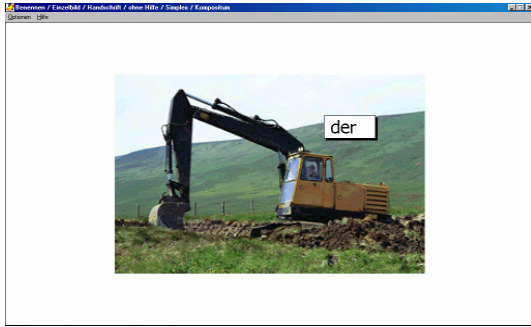 Benennen / Einzelbild / Handschrift / ohne Hilfe / Simplex / Kompositum
Optionen Hilfe
der